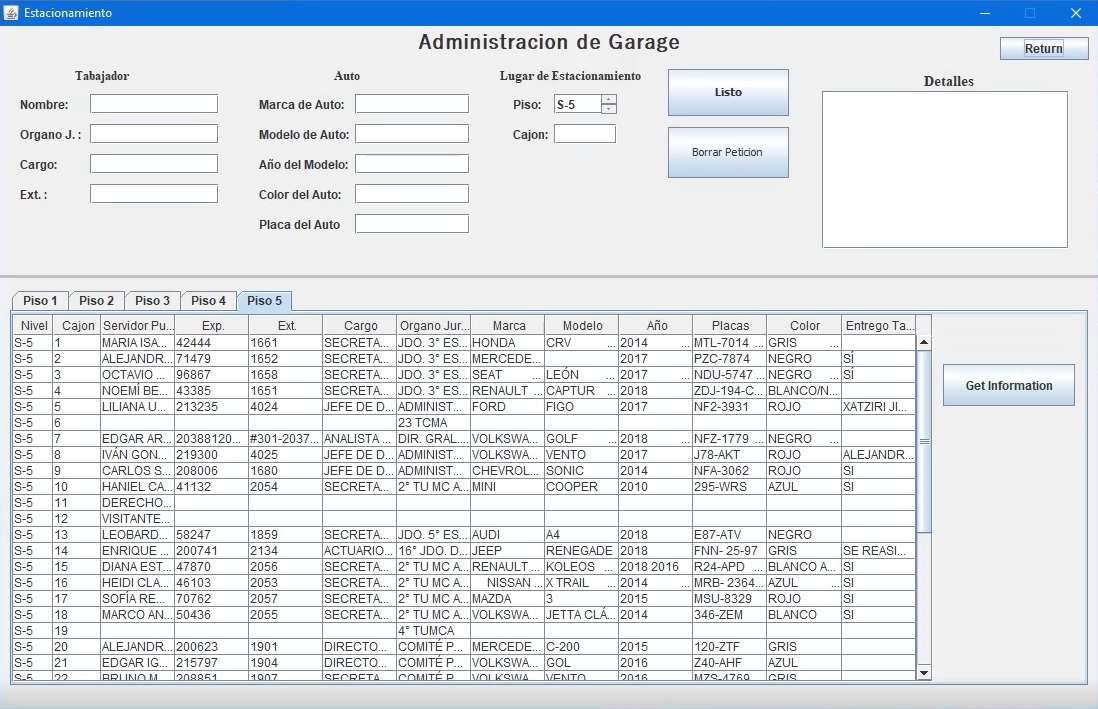 Estacionamiento
Administracion de Garage
Return
Tabajador
Auto
Lugar de Estacionamiento
Listo
Detalles
Nombre:
Marca de Auto:
Piso: S-5
Organo J. :
Modelo de Auto:
Cajon:
Borrar Peticion
Cargo:
Año del Modelo:
Ext. :
Color del Auto:
Placa del Auto
Piso 1 Piso 2 Piso 3 Piso 4 Piso 5
Nivel Cajon Servidor Pu... Exp. Ext. Cargo Organo Jur... Marca Modelo Año Placas Color Entrego Ta...
S-5 1 MARIA ISA... 42444 1661 SECRETA... JDO. 3° ES... HONDA CRV ... 2014 ... MTL-7014 ... GRIS ...
S-5 2 ALEJANDR... 71479 1652 SECRETA... JDO. 3° ES... MERCEDE... 2017 ... PZC-7874 NEGRO SÍ
S-5 3 OCTAVIO ... 96867 1658 SECRETA... JDO. 3° ES... SEAT ... LEÓN ... 2017 ... NDU-5747 ... NEGRO ... SÍ
S-5 4 NOEMÍ BE... 43385 1651 SECRETA... JDO. 3° ES... RENAULT ... CAPTUR ... 2018 ZDJ-194-C... BLANCO/N...
S-5 5 LILIANA U... 213235 4024 JEFE DE D... ADMINIST... FORD FIGO 2017 NF2-3931 ROJO XATZIRI JI...
S-5 6 23 TCMA
S-5 7 EDGAR AR... 20388120... #301-2037... ANALISTA ... DIR. GRAL... VOLKSWA... GOLF ... 2018 ... NFZ-1779 ... NEGRO ...
S-5 8 IVÁN GON... 219300 4025 JEFE DE D... ADMINIST... VOLKSWA... VENTO 2017 J78-AKT ROJO ALEJANDR...
S-5 9 CARLOS S... 208006 1680 JEFE DE D... ADMINIST... CHEVROL... SONIC 2014 NFA-3062 ROJO SI
S-5 10 HANIEL CA... 41132 2054 SECRETA... 2° TU MC A... MINI COOPER 2010 295-WRS AZUL SI
S-5 11 DERECHO...
S-5 12 VISITANTE...
S-5 13 LEOBARD... 58247 1859 SECRETA... JDO. 5° ES... AUDI A4 2018 E87-ATV NEGRO
S-5 14 ENRIQUE ... 200741 2134 ACTUARIO... 16° JDO. D... JEEP RENEGADE 2018 FNN- 25-97 GRIS SE REASI...
S-5 15 DIANA EST... 47870 2056 SECRETA... 2° TU MC A... RENAULT ... KOLEOS ... 2018 2016 R24-APD ... BLANCO A... SI
S-5 16 HEIDI CLA... 46103 2053 SECRETA... 2° TU MC A... NISSAN ... X TRAIL ... 2014 ... MRB- 2364... AZUL ... SI
S-5 17 SOFÍA RE... 70762 2057 SECRETA... 2° TU MC A... MAZDA 3 2015 MSU-8329 ROJO SI
S-5 18 MARCO AN... 50436 2055 SECRETA... 2° TU MC A... VOLKSWA... JETTA CLÁ... 2014 346-ZEM BLANCO SI
S-5 19 4° TUMCA
S-5 20 ALEJANDR... 200623 1901 DIRECTO... COMITÉ P... MERCEDE... C-200 2015 120-ZTF GRIS
S-5 21 EDGAR IG... 215797 1904 DIRECTO... COMITÉ P... VOLKSWA... GOL 2016 Z40-AHF AZUL
S-5 22 BRUNO M... 208851 1907 SECRETA... COMITÉ P... VOLKSWA... VENTO 2016 MZS-4769 GRIS
Get Information